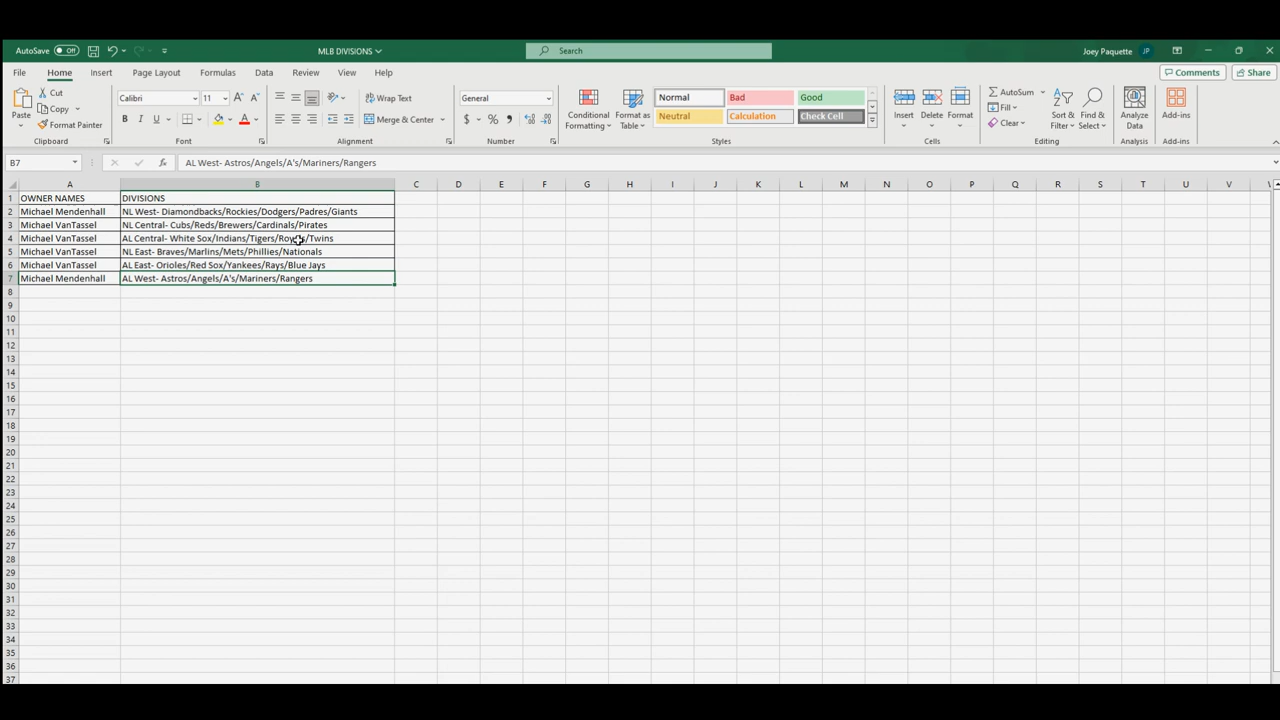 AutoSave Off MLB DIVISIONS Search Joey Paquette JP
File Home Insert Page Layout Formulas Data Review View Help Comments Share
Paste Cut Copy Format Painter Clipboard
Calibri 11 A A B I U A Font
Wrap Text Merge & Center Alignment
General $ % Number
Conditional Formatting Format as Table Normal Bad Good Neutral Calculation Check Cell Styles
Insert Delete Format Cells
AutoSum Fill Clear Sort & Filter Find & Select Editing
Analyze Data Analysis
Add-ins Add-ins
B7 fx AL West- Astros/Angels/A's/Mariners/Rangers
A B C D E F G H I J K L M N O P Q R S T U V
1 OWNER NAMES DIVISIONS
2 Michael Mendenhall NL West- Diamondbacks/Rockies/Dodgers/Padres/Giants
3 Michael VanTassel NL Central- Cubs/Reds/Brewers/Cardinals/Pirates
4 Michael VanTassel AL Central- White Sox/Indians/Tigers/Royals/Twins
5 Michael VanTassel NL East- Braves/Marlins/Mets/Phillies/Nationals
6 Michael VanTassel AL East- Orioles/Red Sox/Yankees/Rays/Blue Jays
7 Michael Mendenhall AL West- Astros/Angels/A's/Mariners/Rangers
8
9
10
11
12
13
14
15
16
17
18
19
20
21
22
23
24
25
26
27
28
29
30
31
32
33
34
35
36
37